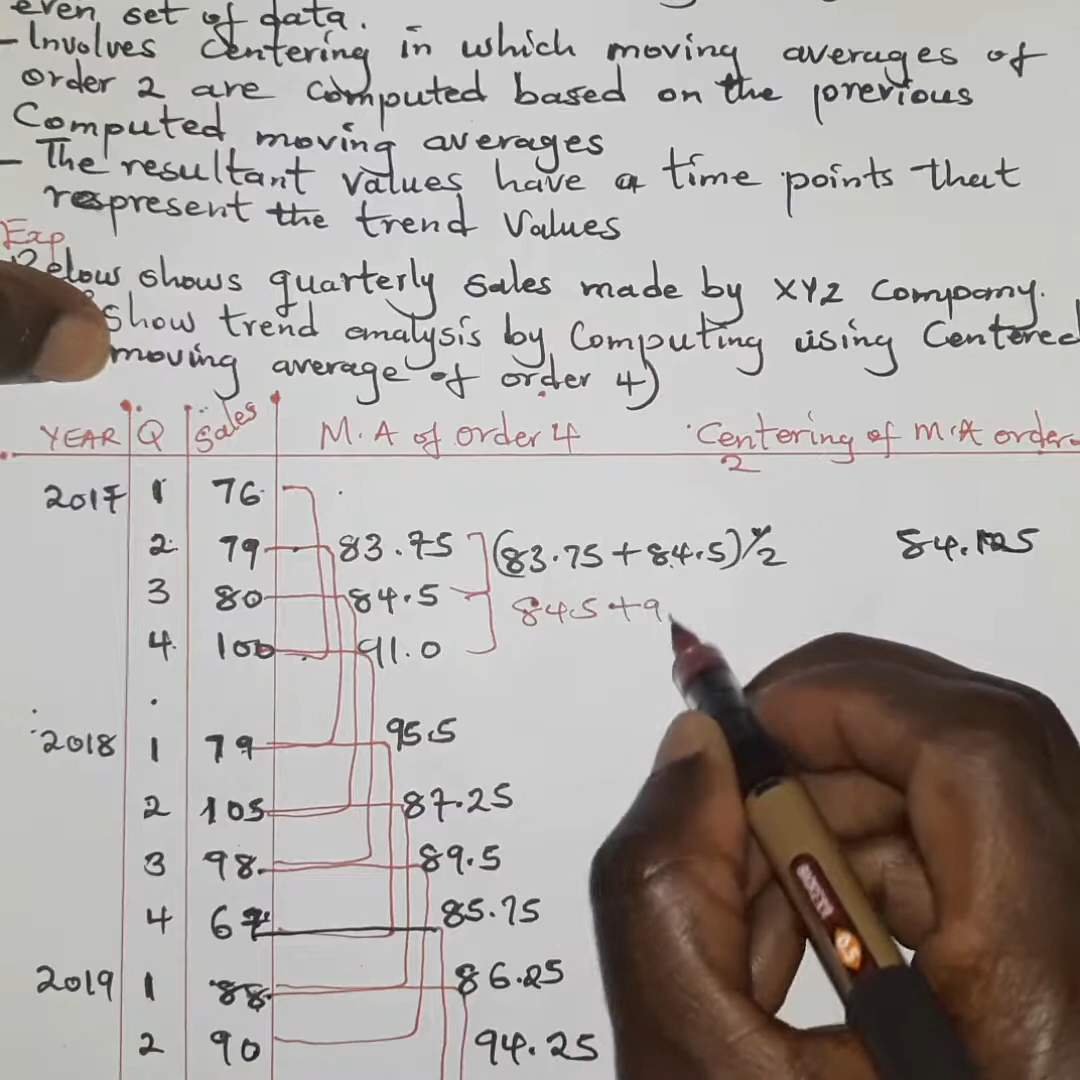 even set of data.
- Involves Centering in which moving averages of
order 2 are computed based on the previous
Computed moving averages
- The resultant values have a time points that
respresent the trend values
Exp
Below shows quarterly sales made by XYZ Company.
Show trend analysis by Computing using Centered
moving average of order 4)
YEAR Q Sales M.A of order 4 Centering of M.A order
2
2017 1 76
2 79 83.75 (83.75 + 84.5) 1/2 84.125
3 80 84.5 84.5 + 9
4 100 91.0
2018 1 79 95.5
2 105 87.25
3 98 89.5
4 67 85.75
2019 1 88 86.25
2 90 94.25